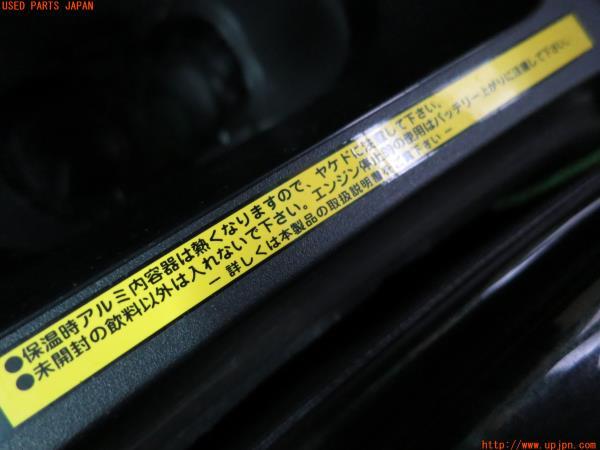 USED PARTS JAPAN
●保温時アルミ内容器は熱くなりますので、ヤケドに注意して下さい。
●未開封の飲料以外は入れないで下さい。エンジン停止時の使用はバッテリー上がりに注意して下さい。
― 詳しくは本製品の取扱説明書をご覧下さい ―
http://www.upjpn.com/